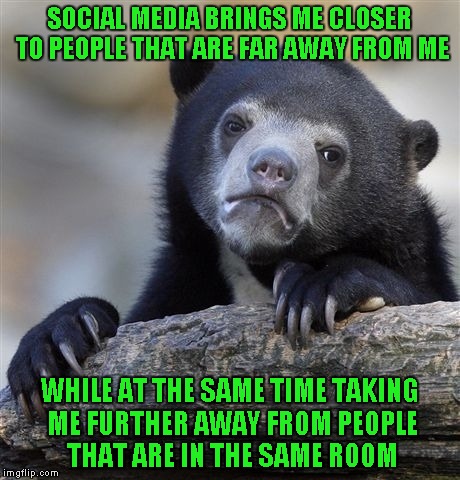 SOCIAL MEDIA BRINGS ME CLOSER
TO PEOPLE THAT ARE FAR AWAY FROM ME
WHILE AT THE SAME TIME TAKING
ME FURTHER AWAY FROM PEOPLE
THAT ARE IN THE SAME ROOM
imgflip.com